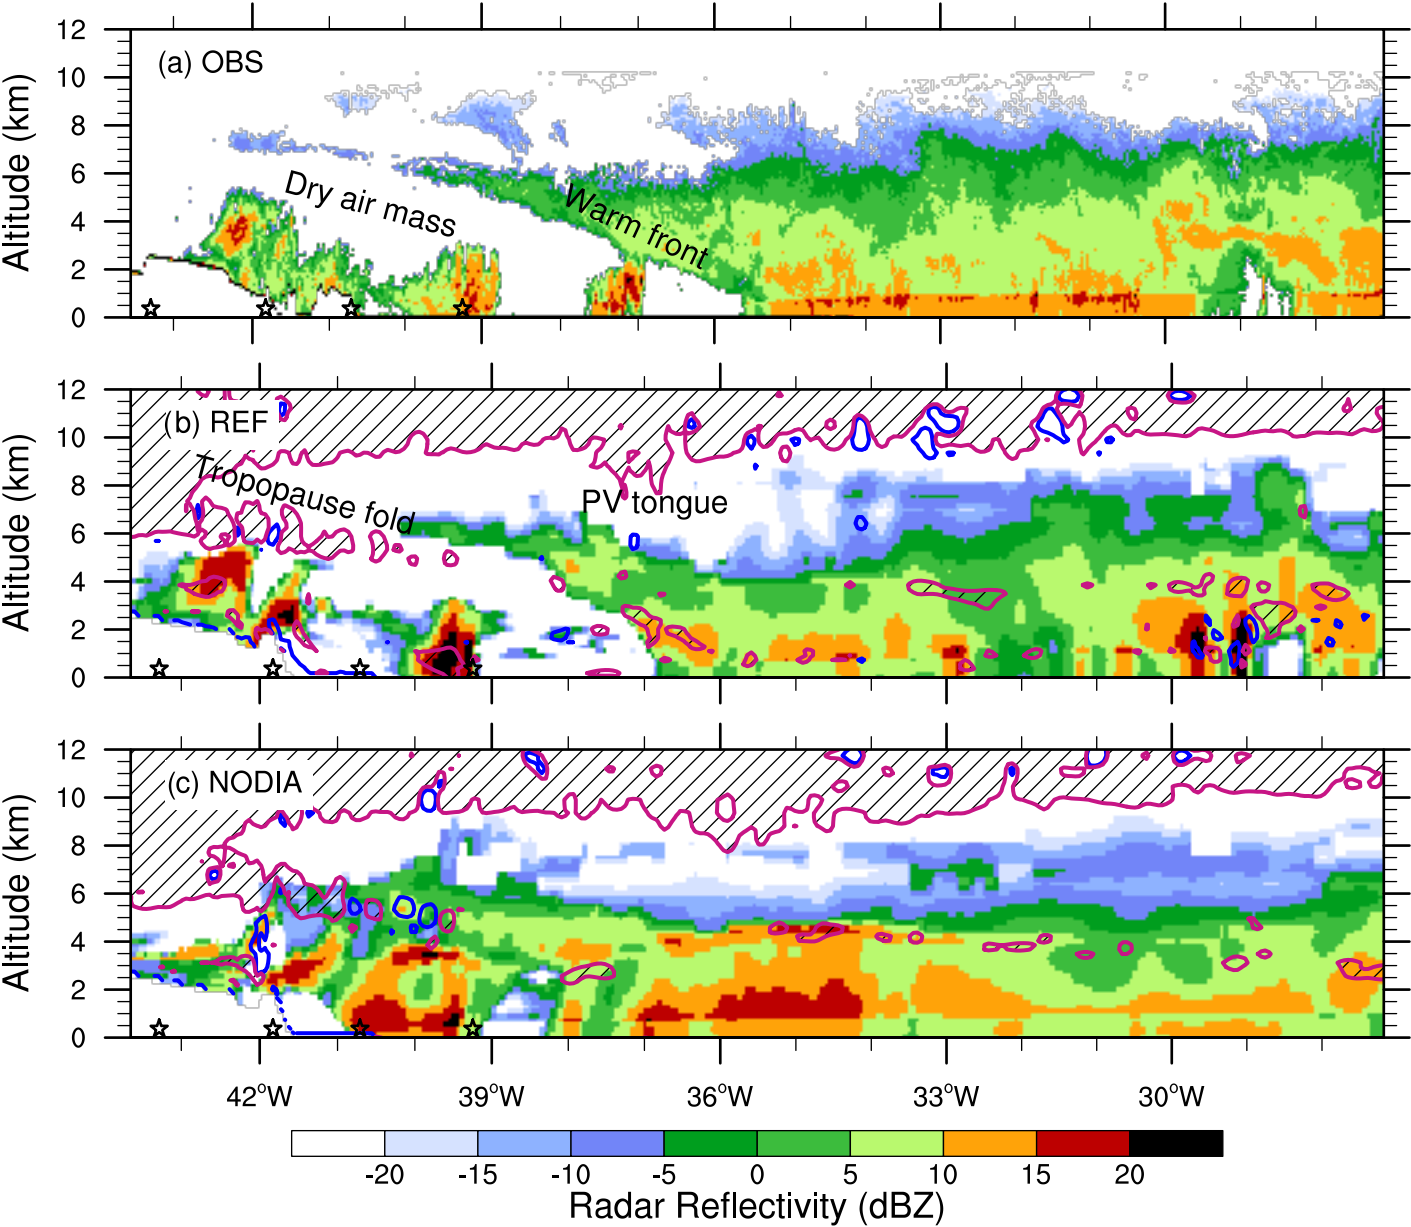 12
10
8
6
4
2
0
Altitude (km)
(a) OBS
Dry air mass
Warm front
12
10
8
6
4
2
0
Altitude (km)
(b) REF
Tropopause fold
PV tongue
12
10
8
6
4
2
0
Altitude (km)
(c) NODIA
42°W 39°W 36°W 33°W 30°W
-20 -15 -10 -5 0 5 10 15 20
Radar Reflectivity (dBZ)